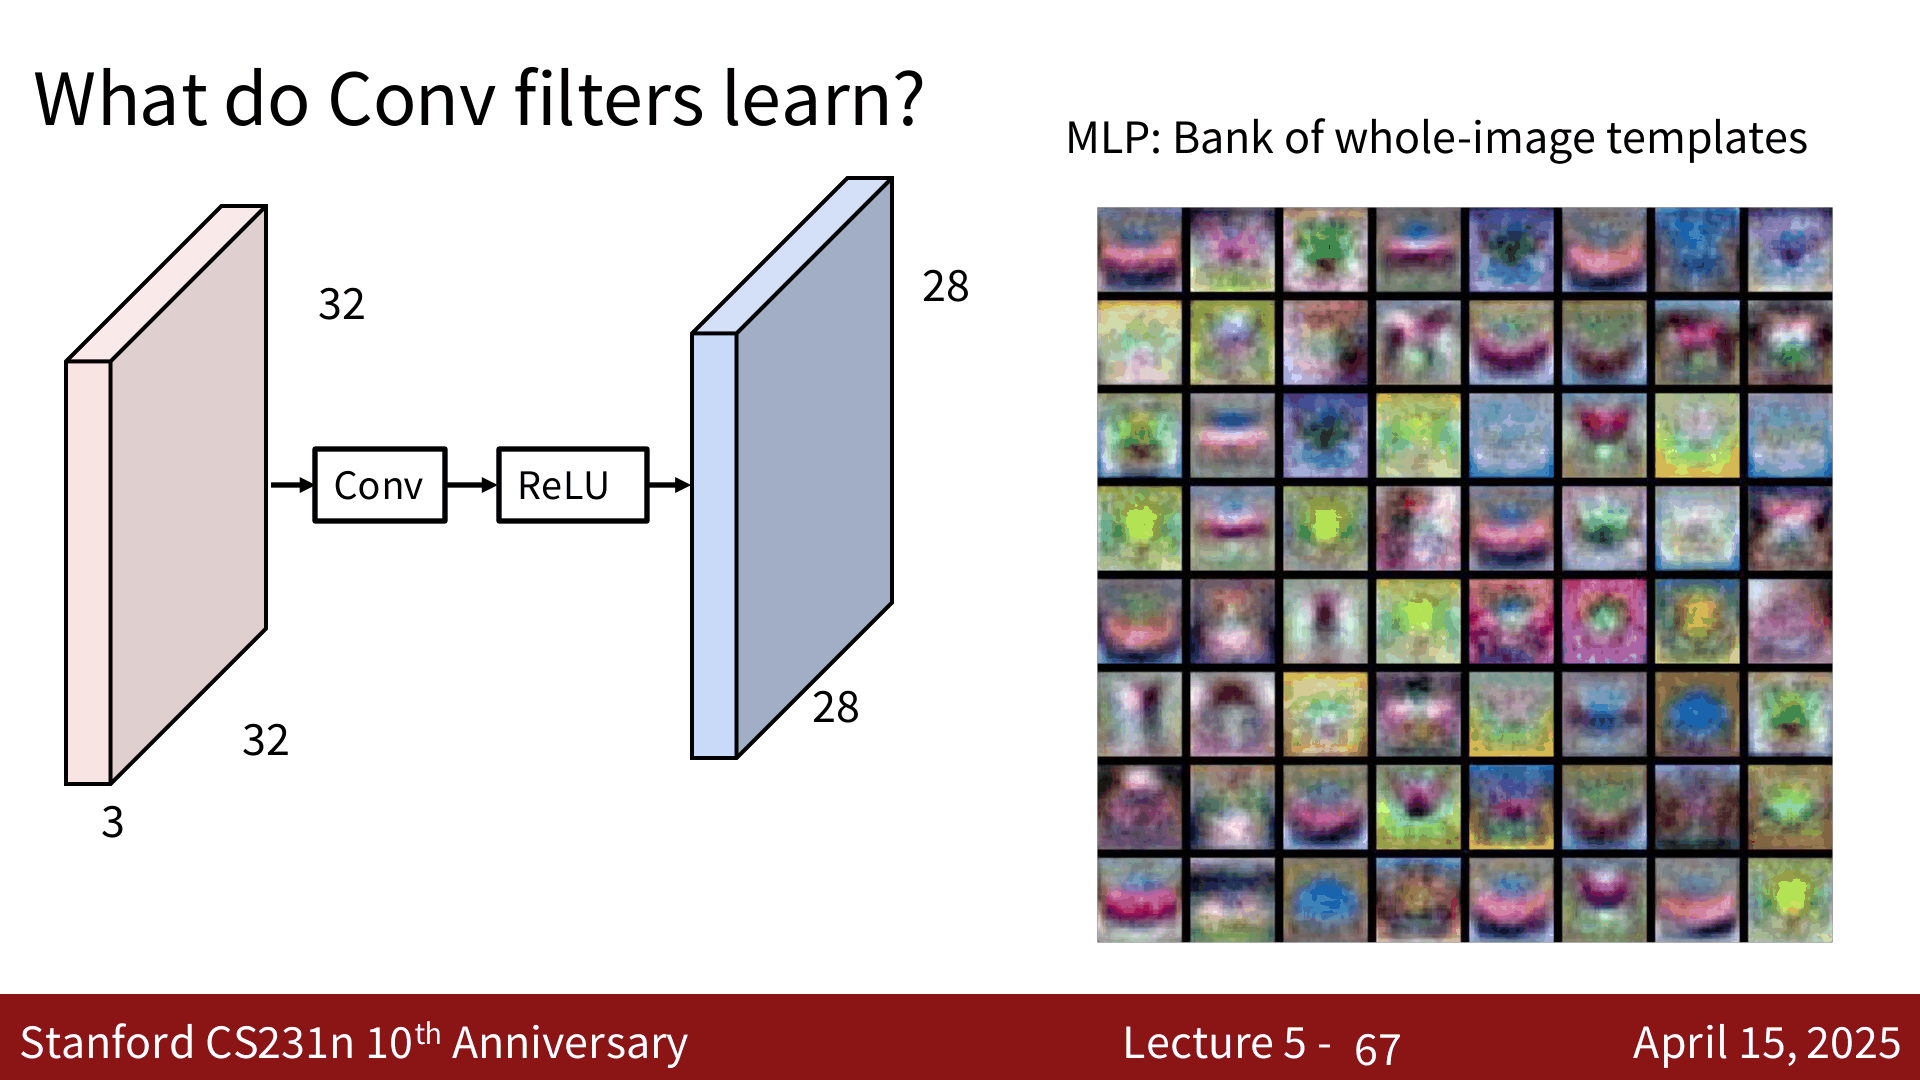 What do Conv filters learn?
MLP: Bank of whole-image templates
32
28
Conv
ReLU
28
32
3
Stanford CS231n 10th Anniversary
Lecture 5 - 67
April 15, 2025